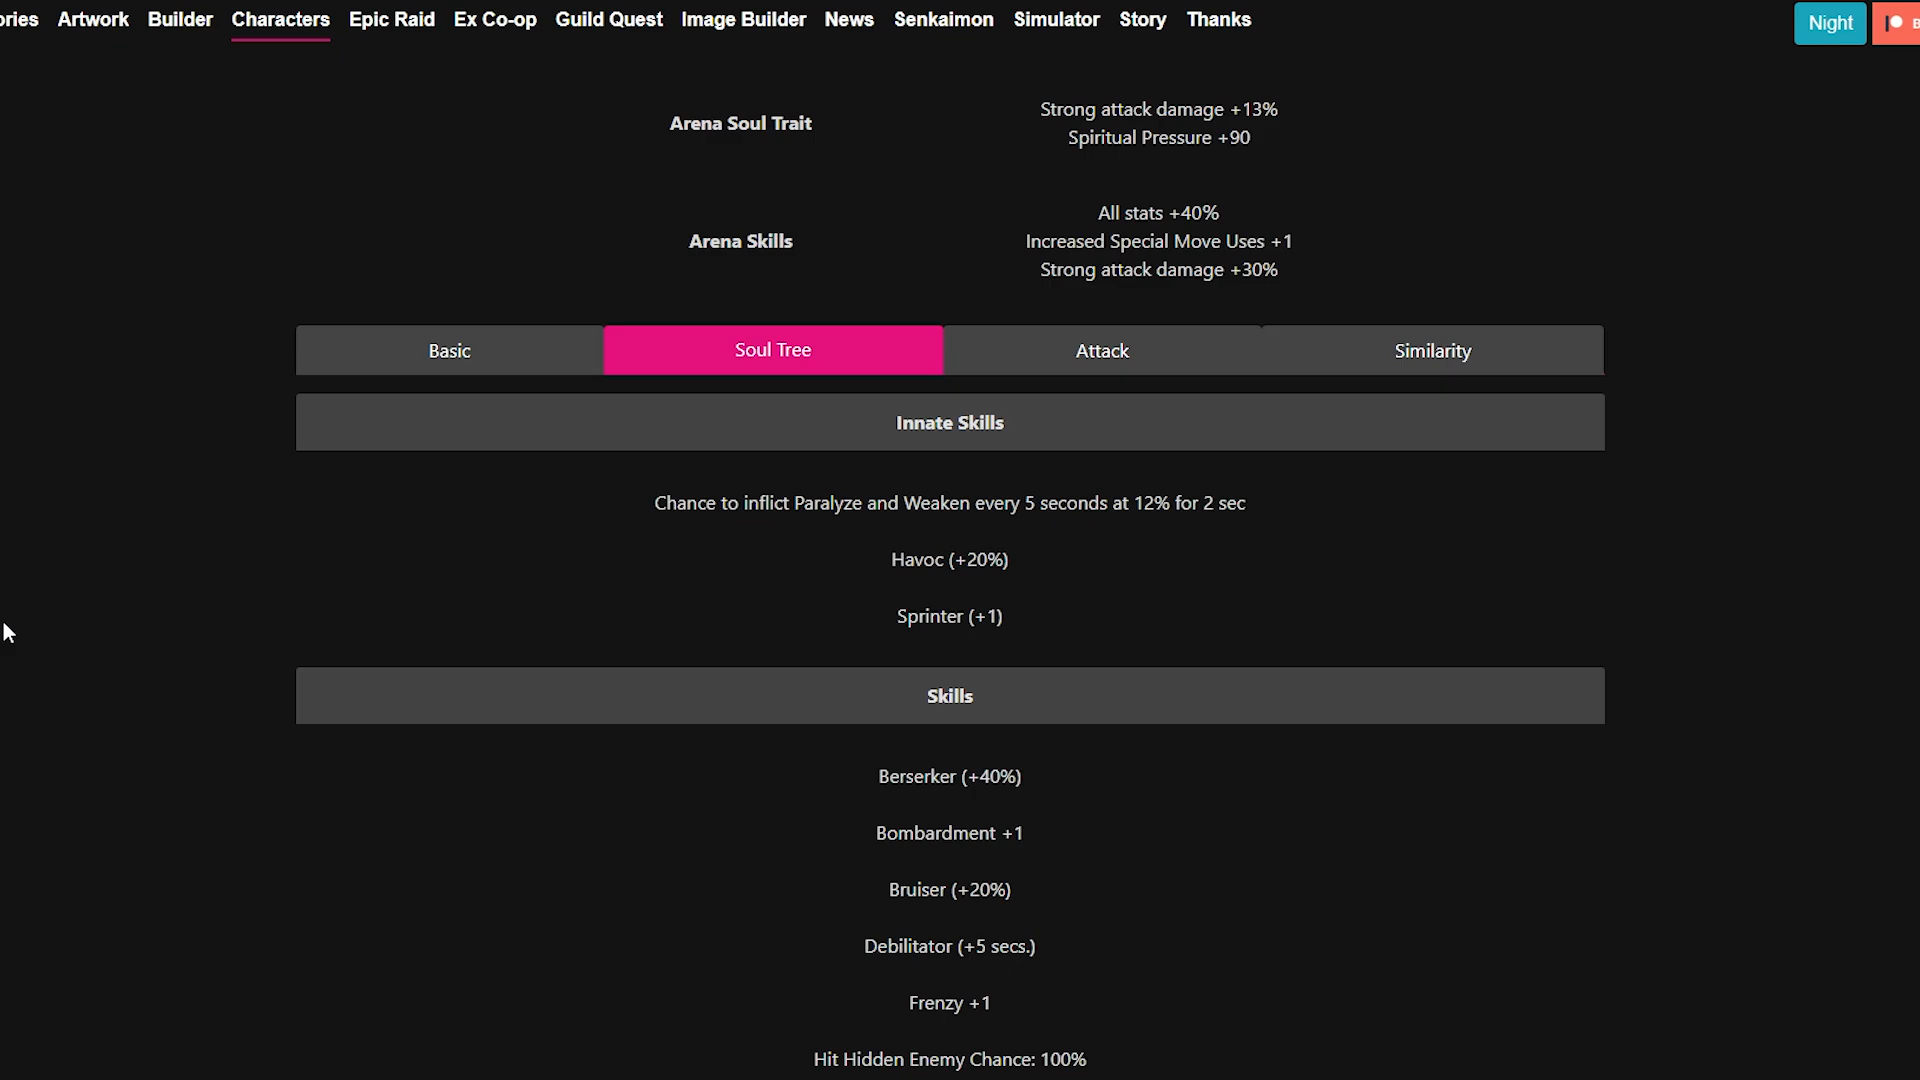 ories Artwork Builder Characters Epic Raid Ex Co-op Guild Quest Image Builder News Senkaimon Simulator Story Thanks Night B
Arena Soul Trait
Strong attack damage +13%
Spiritual Pressure +90
Arena Skills
All stats +40%
Increased Special Move Uses +1
Strong attack damage +30%
Basic Soul Tree Attack Similarity
Innate Skills
Chance to inflict Paralyze and Weaken every 5 seconds at 12% for 2 sec
Havoc (+20%)
Sprinter (+1)
Skills
Berserker (+40%)
Bombardment +1
Bruiser (+20%)
Debilitator (+5 secs.)
Frenzy +1
Hit Hidden Enemy Chance: 100%